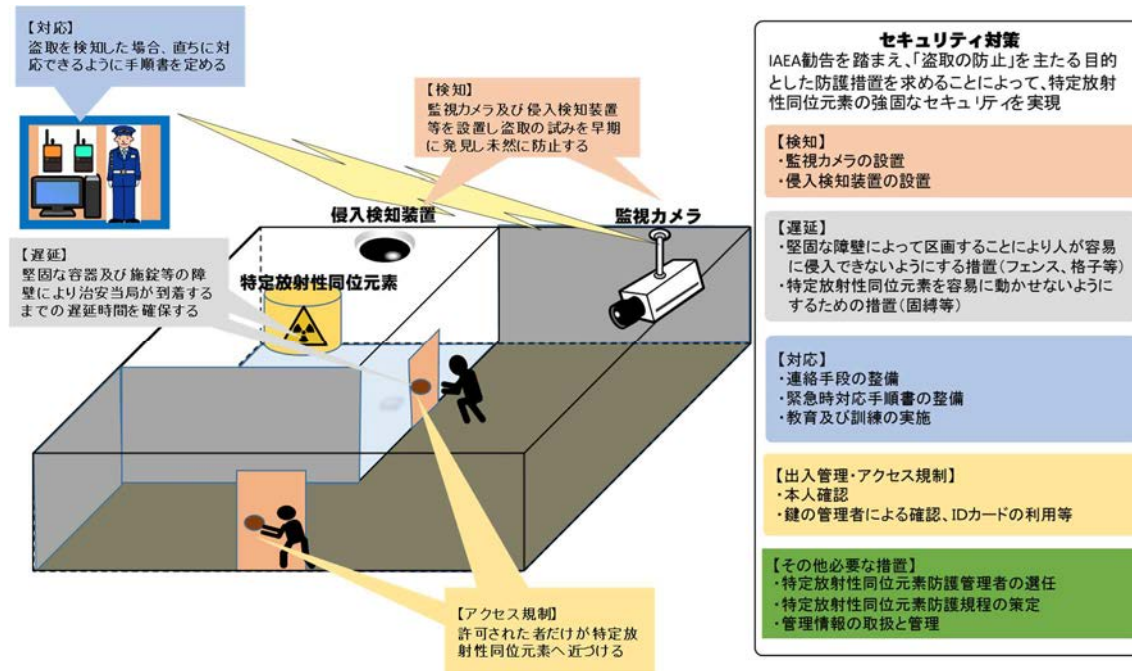 【対応】
盗取を検知した場合、直ちに対
応できるように手順書を定める
【検知】
監視カメラ及び侵入検知装置
等を設置し盗取の試みを早期
に発見し未然に防止する
侵入検知装置
監視カメラ
【遅延】
堅固な容器及び施錠等の障
壁により治安当局が到着する
までの遅延時間を確保する
特定放射性同位元素
【アクセス規制】
許可された者だけが特定放
射性同位元素へ近づける
セキュリティ対策
IAEA勧告を踏まえ、「盗取の防止」を主たる目的
とした防護措置を求めることによって、特定放射
性同位元素の強固なセキュリティを実現
【検知】
・監視カメラの設置
・侵入検知装置の設置
【遅延】
・堅固な障壁によって区画することにより人が容易
に侵入できないようにする措置(フェンス、格子等)
・特定放射性同位元素を容易に動かせないように
するための措置(固縛等)
【対応】
・連絡手段の整備
・緊急時対応手順書の整備
・教育及び訓練の実施
【出入管理・アクセス規制】
・本人確認
・鍵の管理者による確認、IDカードの利用等
【その他必要な措置】
・特定放射性同位元素防護管理者の選任
・特定放射性同位元素防護規程の策定
・管理情報の取扱と管理